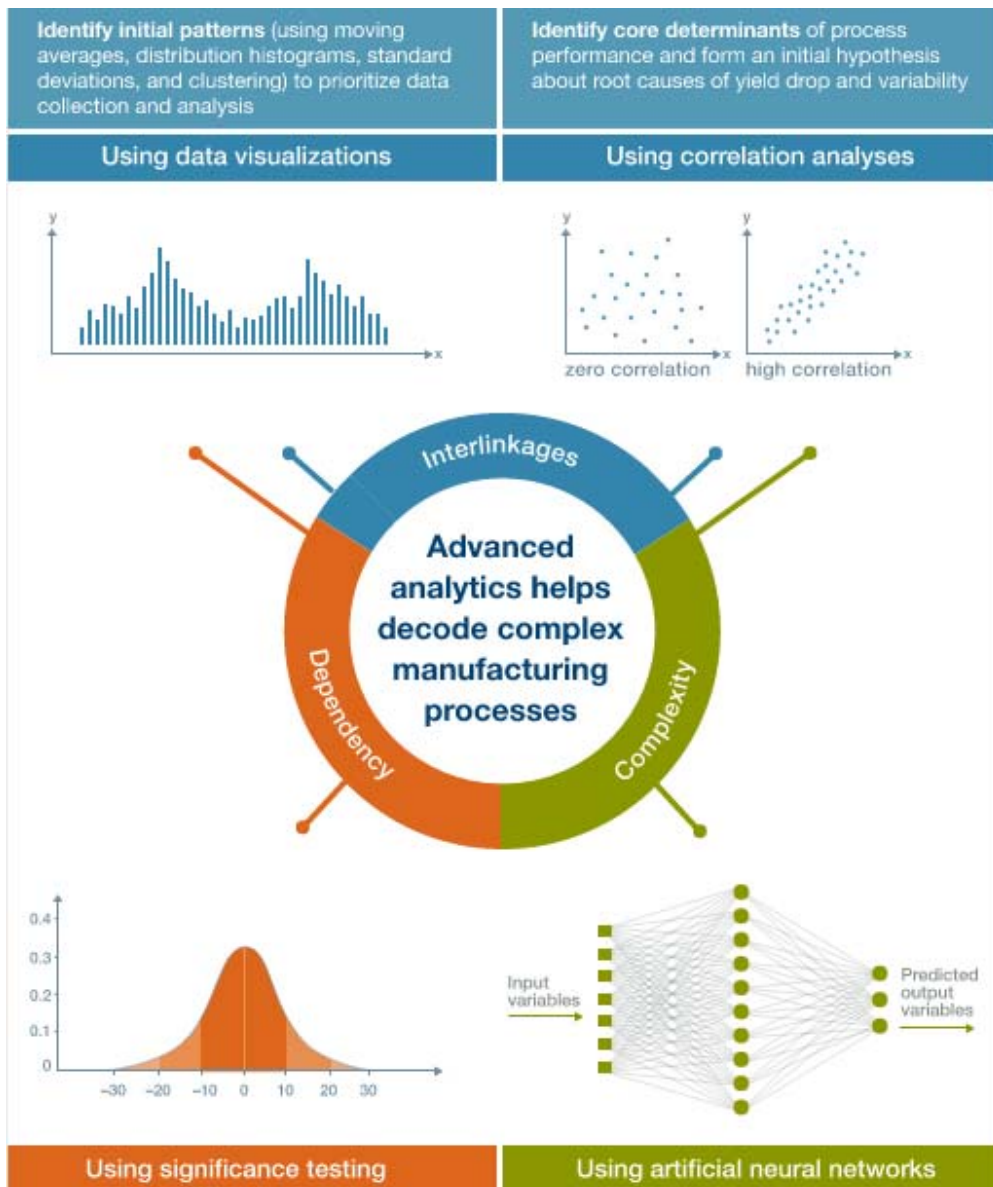 Identify initial patterns (using moving
averages, distribution histograms, standard
deviations, and clustering) to prioritize data
collection and analysis
Identify core determinants of process
performance and form an initial hypothesis
about root causes of yield drop and variability
Using data visualizations
Using correlation analyses
y
x
y
x
zero correlation
y
x
high correlation
Interlinkages
Advanced
analytics helps
decode complex
manufacturing
processes
Dependency
Complexity
0.4
0.3
0.2
0.1
0
–30 –20 –10 0 10 20 30
Input
variables
Predicted
output
variables
Using significance testing
Using artificial neural networks